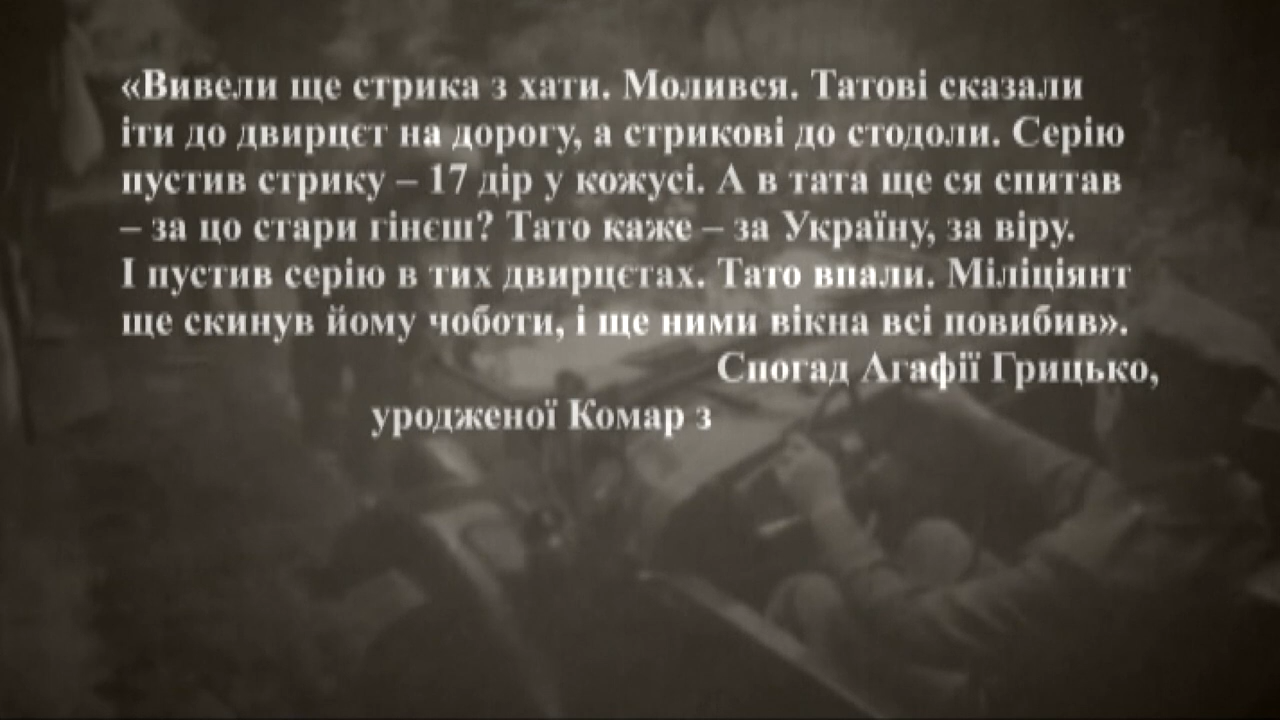 «Вивели ще стрика з хати. Молився. Татові сказали
іти до двирцєт на дорогу, а стрикові до стодоли. Серію
пустив стрику – 17 дір у кожусі. А в тата ще ся спитав
– за цо стари гінєш? Тато каже – за Україну, за віру.
І пустив серію в тих двирцєтах. Тато впали. Міліціянт
ще скинув йому чоботи, і ще ними вікна всі повибив».
Спогад Агафії Грицько,
уродженої Комар з